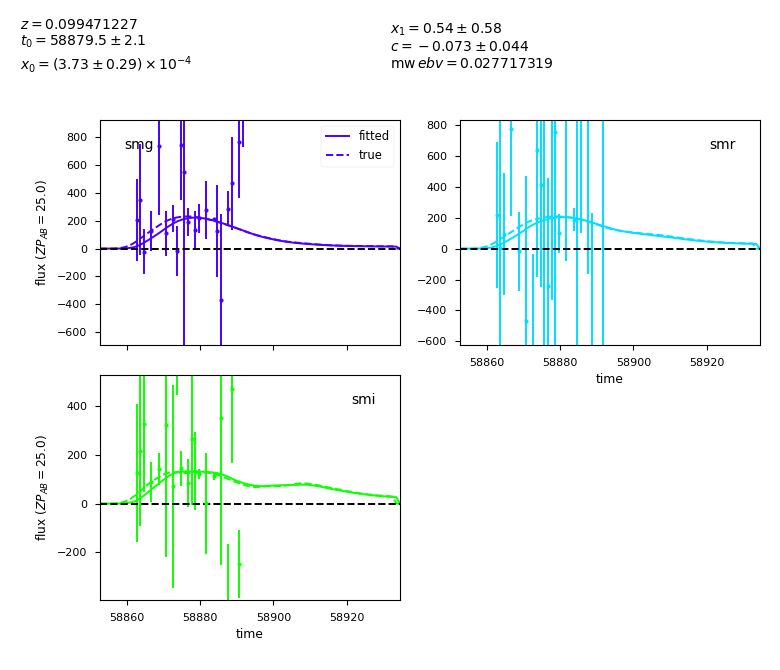 z = 0.099471227
t₀ = 58879.5 ± 2.1
x₀ = (3.73 ± 0.29) × 10⁻⁴
x₁ = 0.54 ± 0.58
c = −0.073 ± 0.044
mw ebv = 0.027717319
smg
fitted
true
800
600
400
200
0
−200
−400
−600
flux (ZP_AB = 25.0)
smr
800
600
400
200
0
−200
−400
−600
58860 58880 58900 58920
time
smi
400
200
0
−200
flux (ZP_AB = 25.0)
58860 58880 58900 58920
time